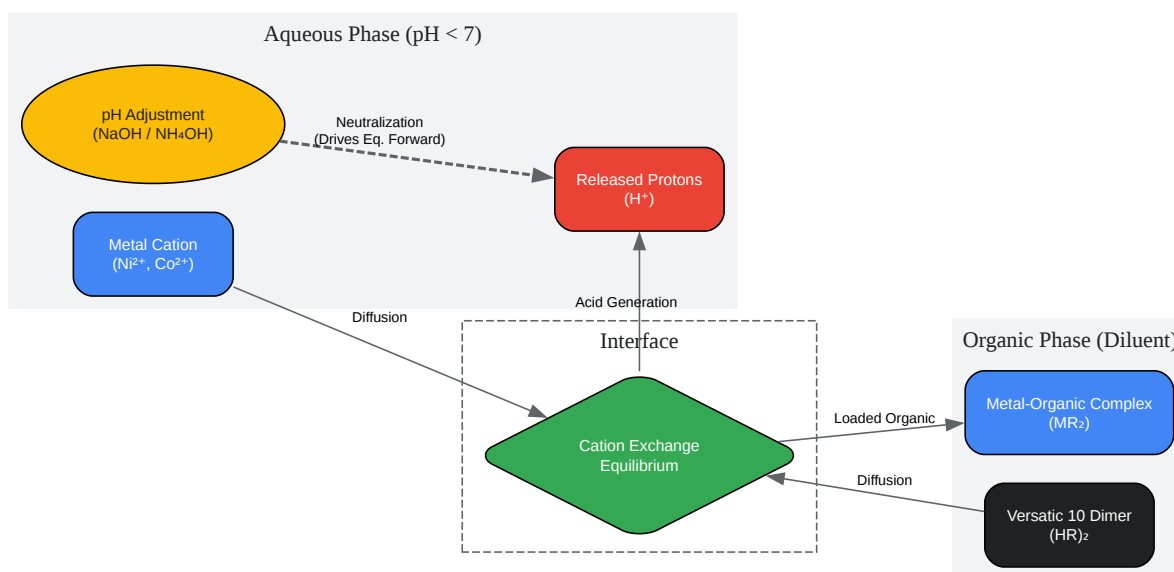 Aqueous Phase (pH < 7)
pH Adjustment
(NaOH / NH₄OH)
Neutralization
(Drives Eq. Forward)
Released Protons
(H⁺)
Metal Cation
(Ni²⁺, Co²⁺)
Diffusion
Acid Generation
Interface
Cation Exchange
Equilibrium
Organic Phase (Diluent)
Loaded Organic
Metal-Organic Complex
(MR₂)
Diffusion
Versatic 10 Dimer
(HR)₂